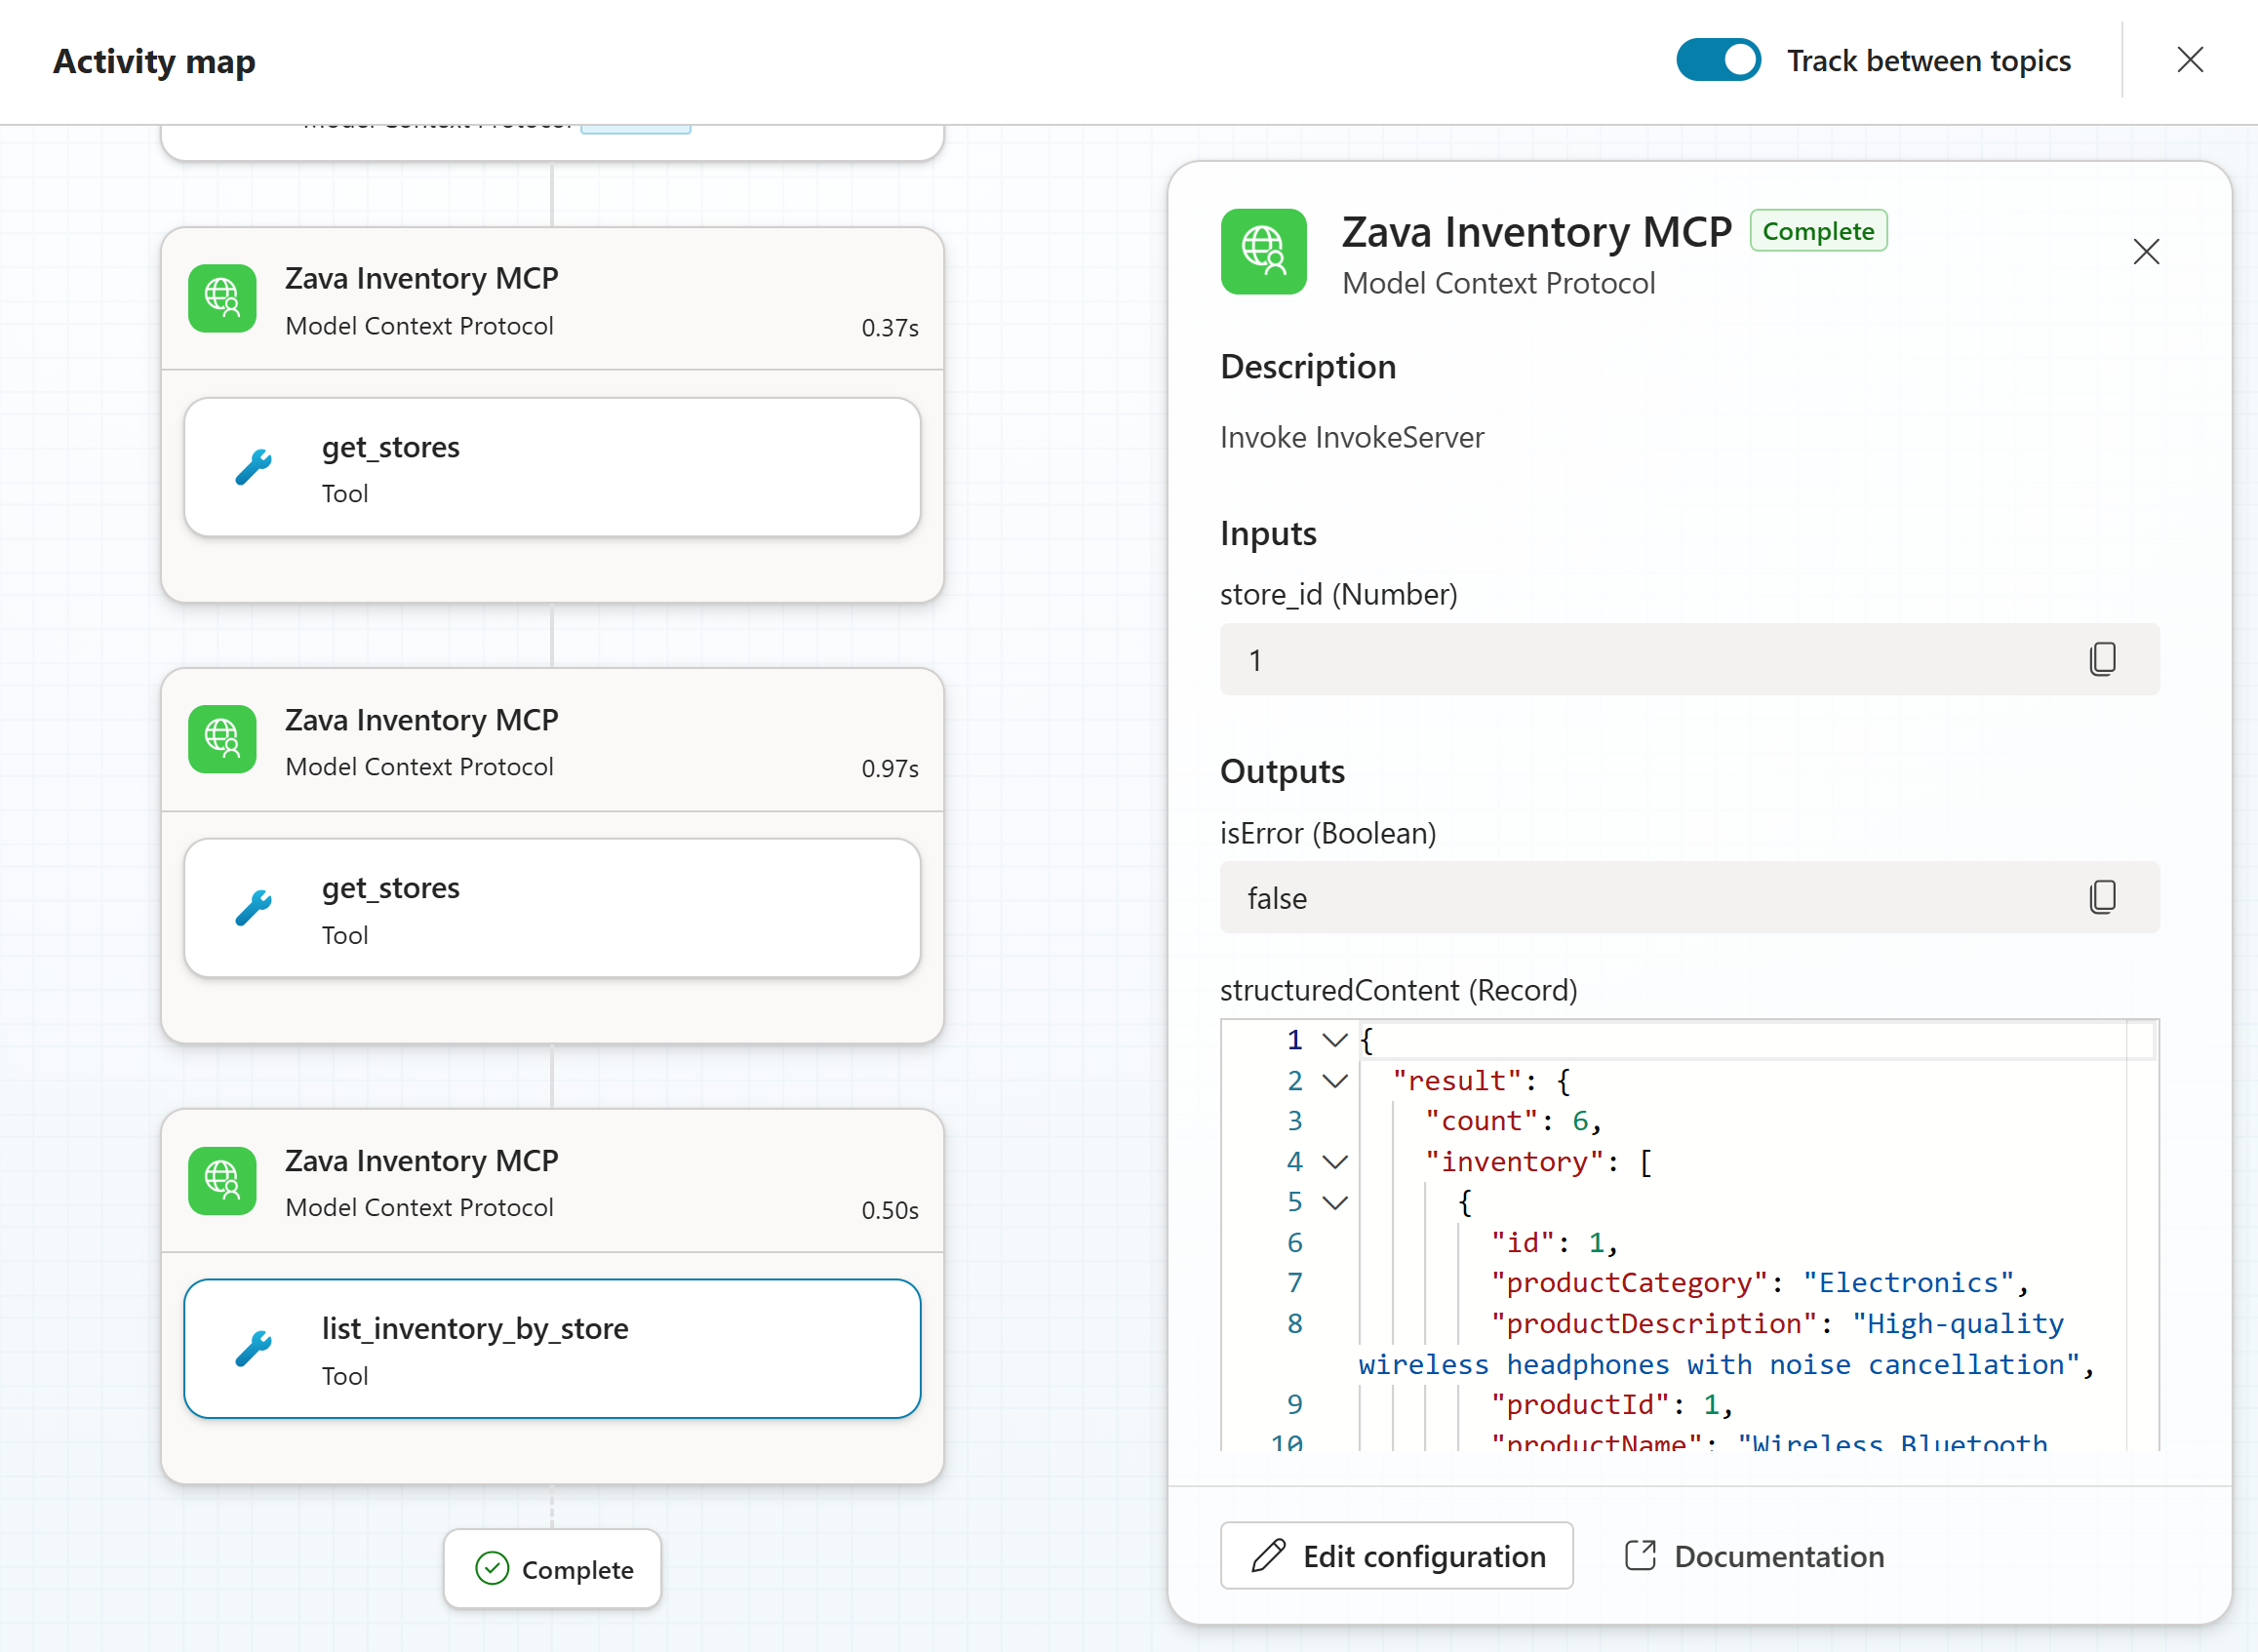 Activity map
Track between topics
Model Context Protocol
Zava Inventory MCP
Model Context Protocol
0.37s
get_stores
Tool
Zava Inventory MCP
Model Context Protocol
0.97s
get_stores
Tool
Zava Inventory MCP
Model Context Protocol
0.50s
list_inventory_by_store
Tool
Complete
Zava Inventory MCP
Complete
Model Context Protocol
Description
Invoke InvokeServer
Inputs
store_id (Number)
1
Outputs
isError (Boolean)
false
structuredContent (Record)
1 {
2 "result": {
3 "count": 6,
4 "inventory": [
5 {
6 "id": 1,
7 "productCategory": "Electronics",
8 "productDescription": "High-quality
wireless headphones with noise cancellation",
9 "productId": 1,
10 "productName": "Wireless Bluetooth
Edit configuration
Documentation